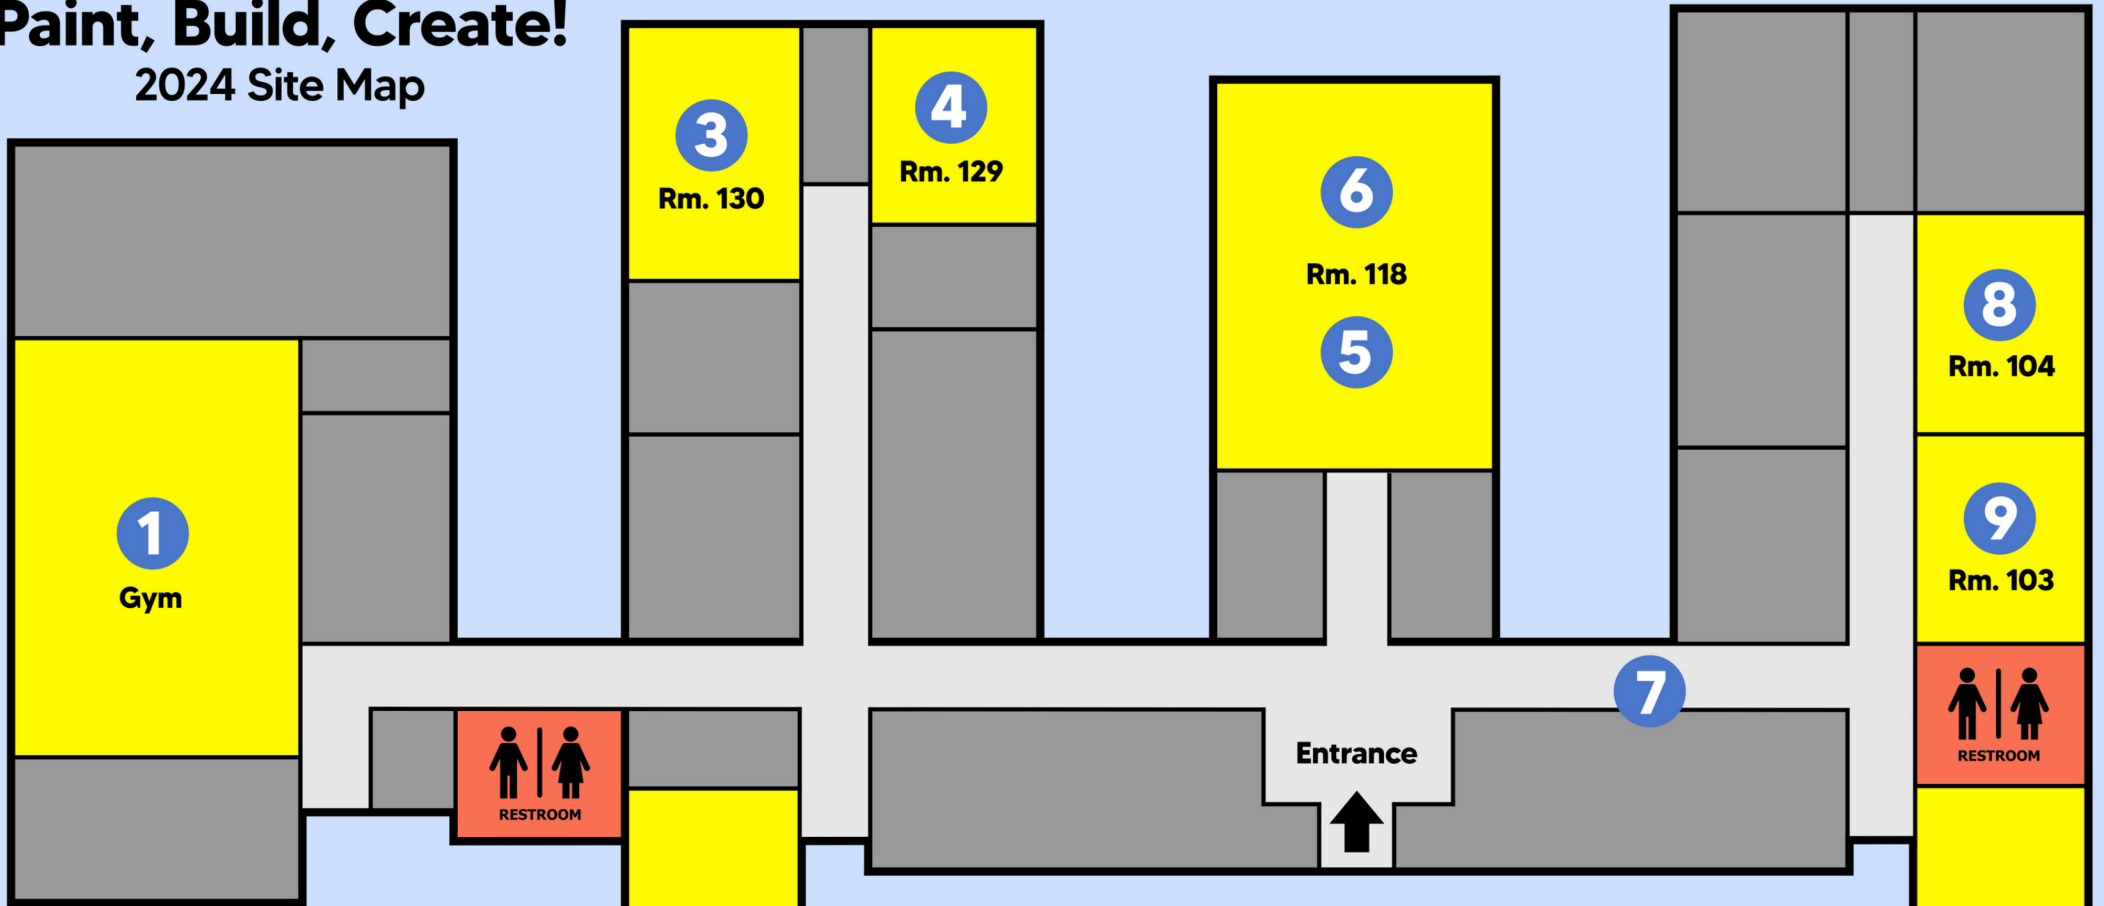 Paint, Build, Create!
2024 Site Map
3
Rm. 130
4
Rm. 129
6
Rm. 118
5
8
Rm. 104
1
Gym
9
Rm. 103
7
RESTROOM
Entrance
RESTROOM